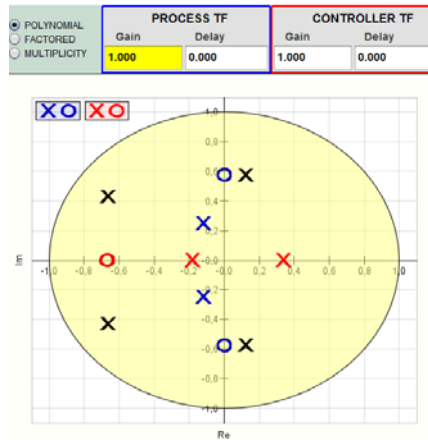 POLYNOMIAL
FACTORED
MULTIPLICITY
PROCESS TF
Gain Delay
1.000 0.000
CONTROLLER TF
Gain Delay
1.000 0.000
X O X O
1,0
0,8
0,4
0,2
-1,0 -0,8 -0,6 -0,4 -0,2 -0,0 0,2 0,4 0,6 0,8 1,0
-0,2
-0,4
-0,6
-0,8
-1,0
Im
Re